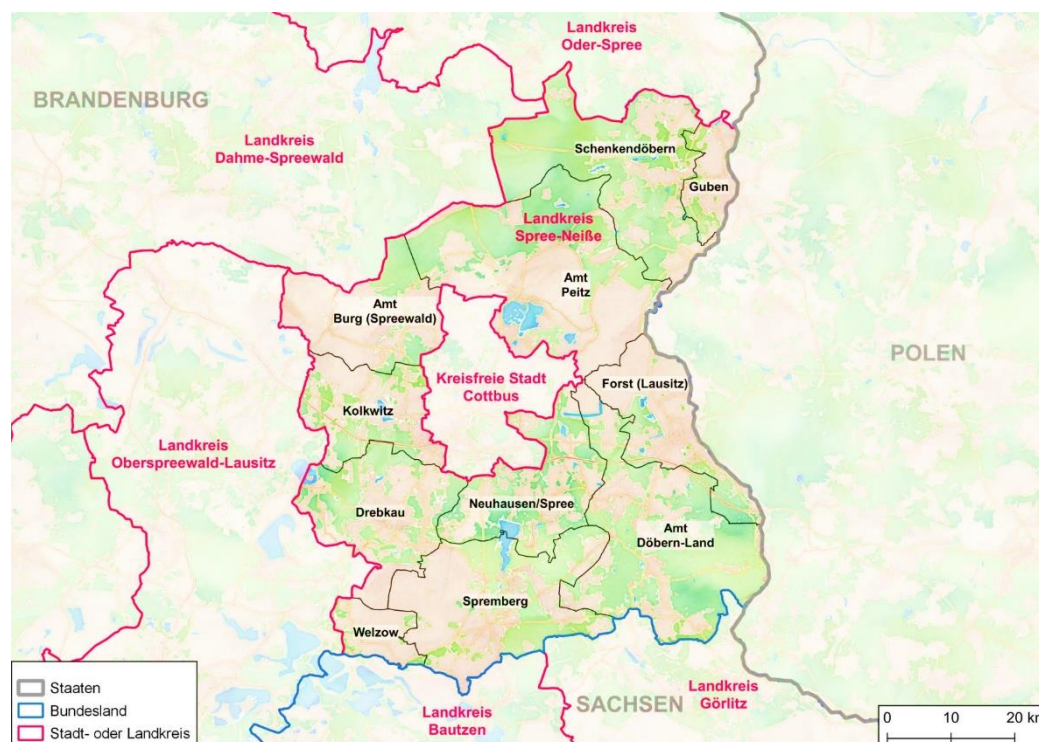 Landkreis
Oder-Spree
BRANDENBURG
Landkreis
Dahme-Spreewald
Schenkendöbern
Guben
Landkreis
Spree-Neiße
Amt
Peitz
Amt
Burg (Spreewald)
POLEN
Kreisfreie Stadt
Cottbus
Forst (Lausitz)
Kolkwitz
Landkreis
Oberspreewald-Lausitz
Neuhausen/Spree
Drebkau
Amt
Döbern-Land
Spremberg
Welzow
Staaten
Bundesland
Stadt- oder Landkreis
SACHSEN
Landkreis
Görlitz
Landkreis
Bautzen
0 10 20 km